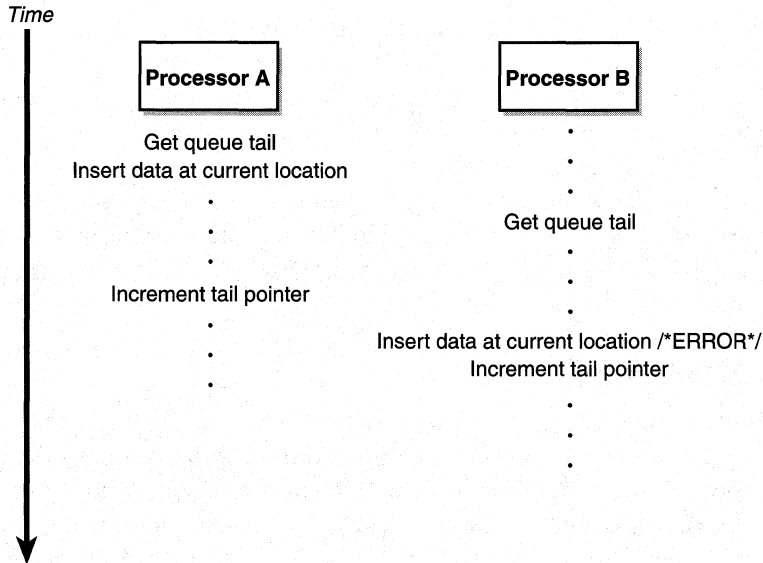 Time
Processor A
Processor B
Get queue tail
Insert data at current location
Get queue tail
Increment tail pointer
Insert data at current location /*ERROR*/
Increment tail pointer